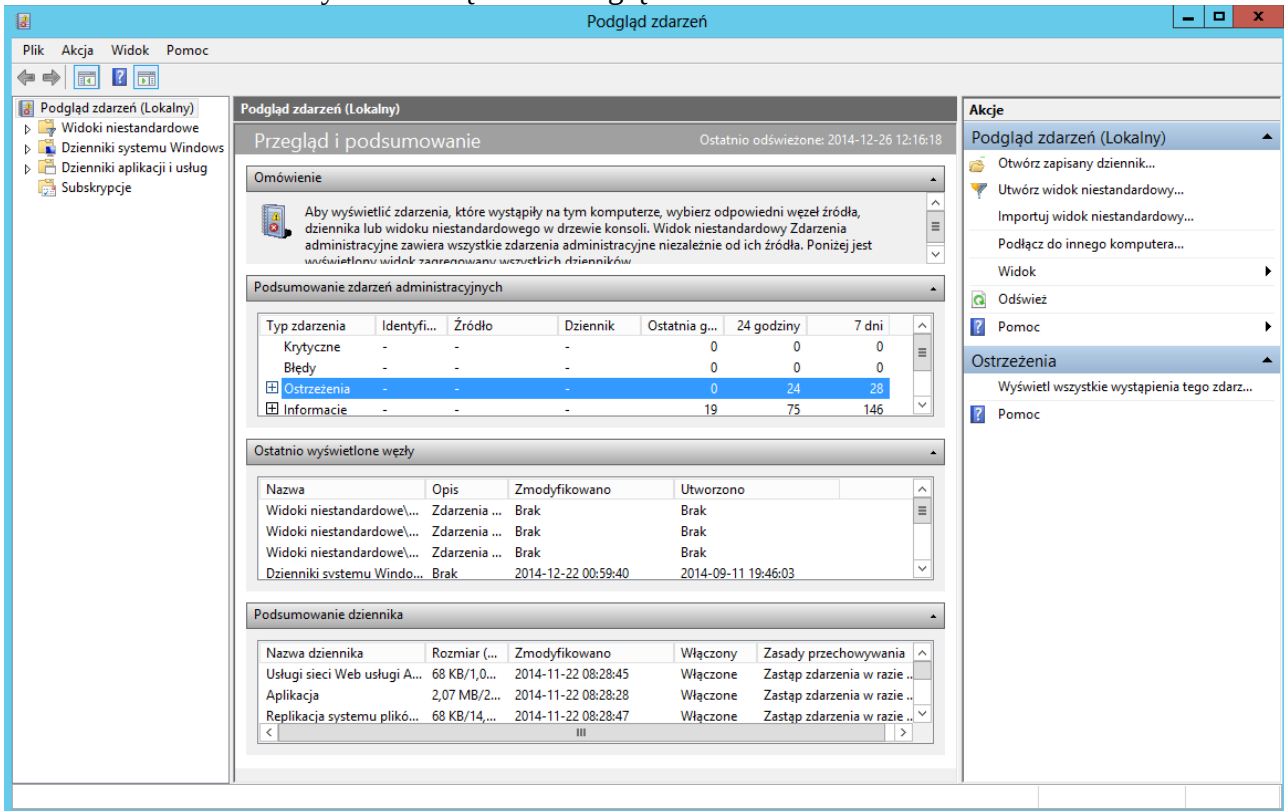 Podgląd zdarzeń
Plik Akcja Widok Pomoc
Podgląd zdarzeń (Lokalny)
Widoki niestandardowe
Dzienniki systemu Windows
Dzienniki aplikacji i usług
Subskrypcje
Podgląd zdarzeń (Lokalny)
Przegląd i podsumowanie Ostatnio odświeżone: 2014-12-26 12:16:18
Omówienie
Aby wyświetlić zdarzenia, które wystąpiły na tym komputerze, wybierz odpowiedni węzeł źródła,
dziennika lub widoku niestandardowego w drzewie konsoli. Widok niestandardowy Zdarzenia
administracyjne zawiera wszystkie zdarzenia administracyjne niezależnie od ich źródła. Poniżej jest
wyświetlony widok zagregowany wszystkich dzienników
Podsumowanie zdarzeń administracyjnych
Typ zdarzenia Identyfi... Źródło Dziennik Ostatnia g... 24 godziny 7 dni
Krytyczne - - - 0 0 0
Błędy - - - 0 0 0
Ostrzeżenia - - - 0 24 28
Informacje - - - 19 75 146
Ostatnio wyświetlone węzły
Nazwa Opis Zmodyfikowano Utworzono
Widoki niestandardowe\... Zdarzenia ... Brak Brak
Widoki niestandardowe\... Zdarzenia ... Brak Brak
Widoki niestandardowe\... Zdarzenia ... Brak Brak
Dzienniki systemu Windo... Brak 2014-12-22 00:59:40 2014-09-11 19:46:03
Podsumowanie dziennika
Nazwa dziennika Rozmiar (... Zmodyfikowano Włączony Zasady przechowywania
Usługi sieci Web usługi A... 68 KB/1,0... 2014-11-22 08:28:45 Włączone Zastąp zdarzenia w razie ..
Aplikacja 2,07 MB/2... 2014-11-22 08:28:28 Włączone Zastąp zdarzenia w razie ..
Replikacja systemu plikó... 68 KB/14,... 2014-11-22 08:28:47 Włączone Zastąp zdarzenia w razie ..
Akcje
Podgląd zdarzeń (Lokalny)
Otwórz zapisany dziennik...
Utwórz widok niestandardowy...
Importuj widok niestandardowy...
Podłącz do innego komputera...
Widok
Odśwież
Pomoc
Ostrzeżenia
Wyświetl wszystkie wystąpienia tego zdarz...
Pomoc